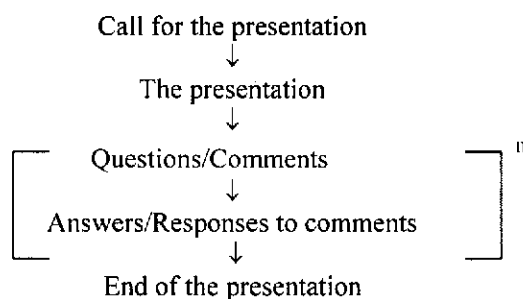 Call for the presentation
↓
The presentation
↓
Questions/Comments
n
↓
Answers/Responses to comments
↓
End of the presentation